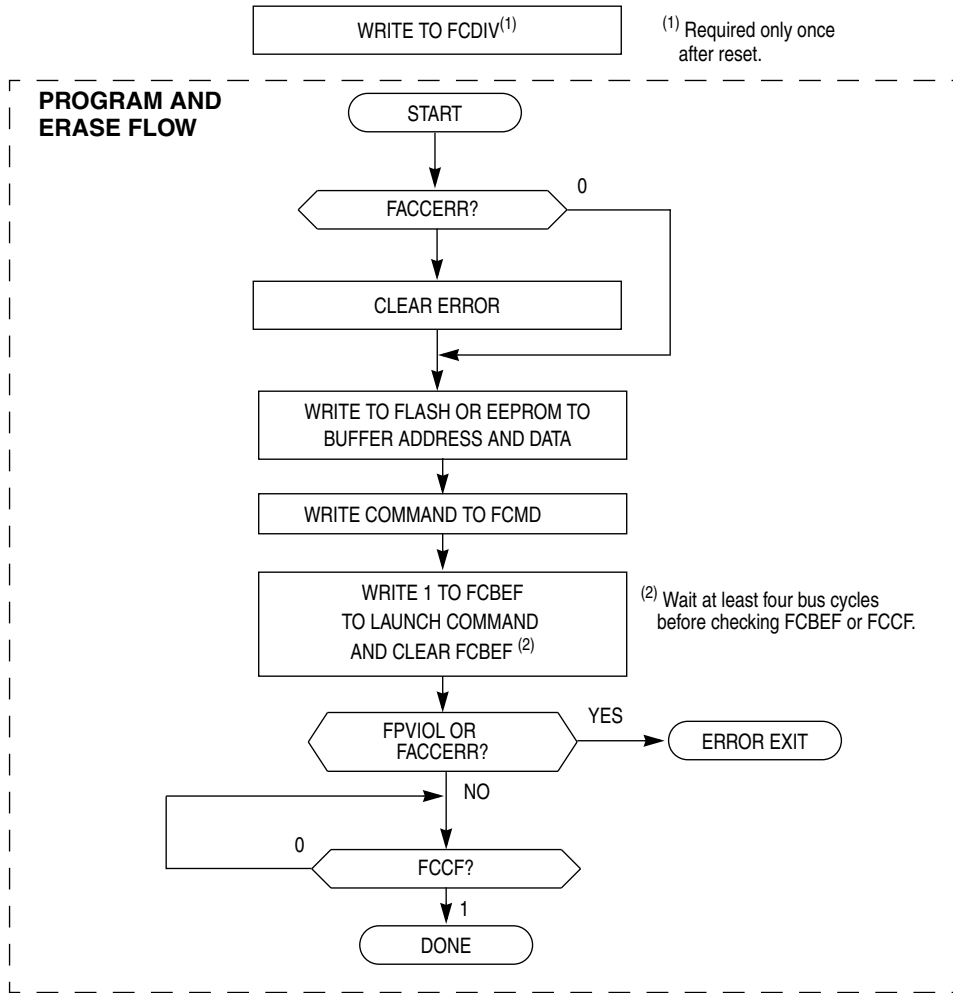 WRITE TO FCDIV(1)
(1) Required only once
after reset.
PROGRAM AND
ERASE FLOW
START
0
FACCERR?
CLEAR ERROR
WRITE TO FLASH OR EEPROM TO
BUFFER ADDRESS AND DATA
WRITE COMMAND TO FCMD
WRITE 1 TO FCBEF
TO LAUNCH COMMAND
AND CLEAR FCBEF (2)
(2) Wait at least four bus cycles
before checking FCBEF or FCCF.
FPVIOL OR
FACCERR?
YES
ERROR EXIT
NO
0
FCCF?
1
DONE